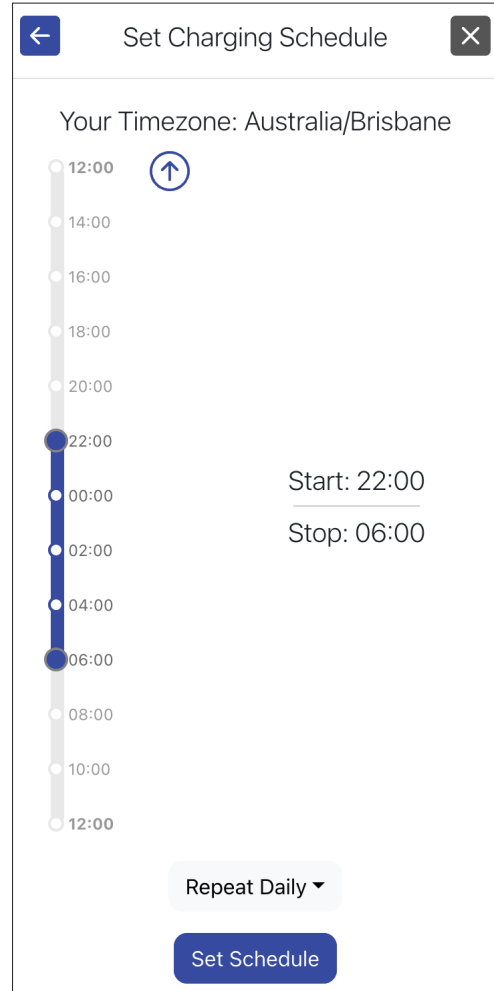 Set Charging Schedule
Your Timezone: Australia/Brisbane
12:00
14:00
16:00
18:00
20:00
22:00
00:00
02:00
04:00
06:00
08:00
10:00
12:00
Start: 22:00
Stop: 06:00
Repeat Daily
Set Schedule